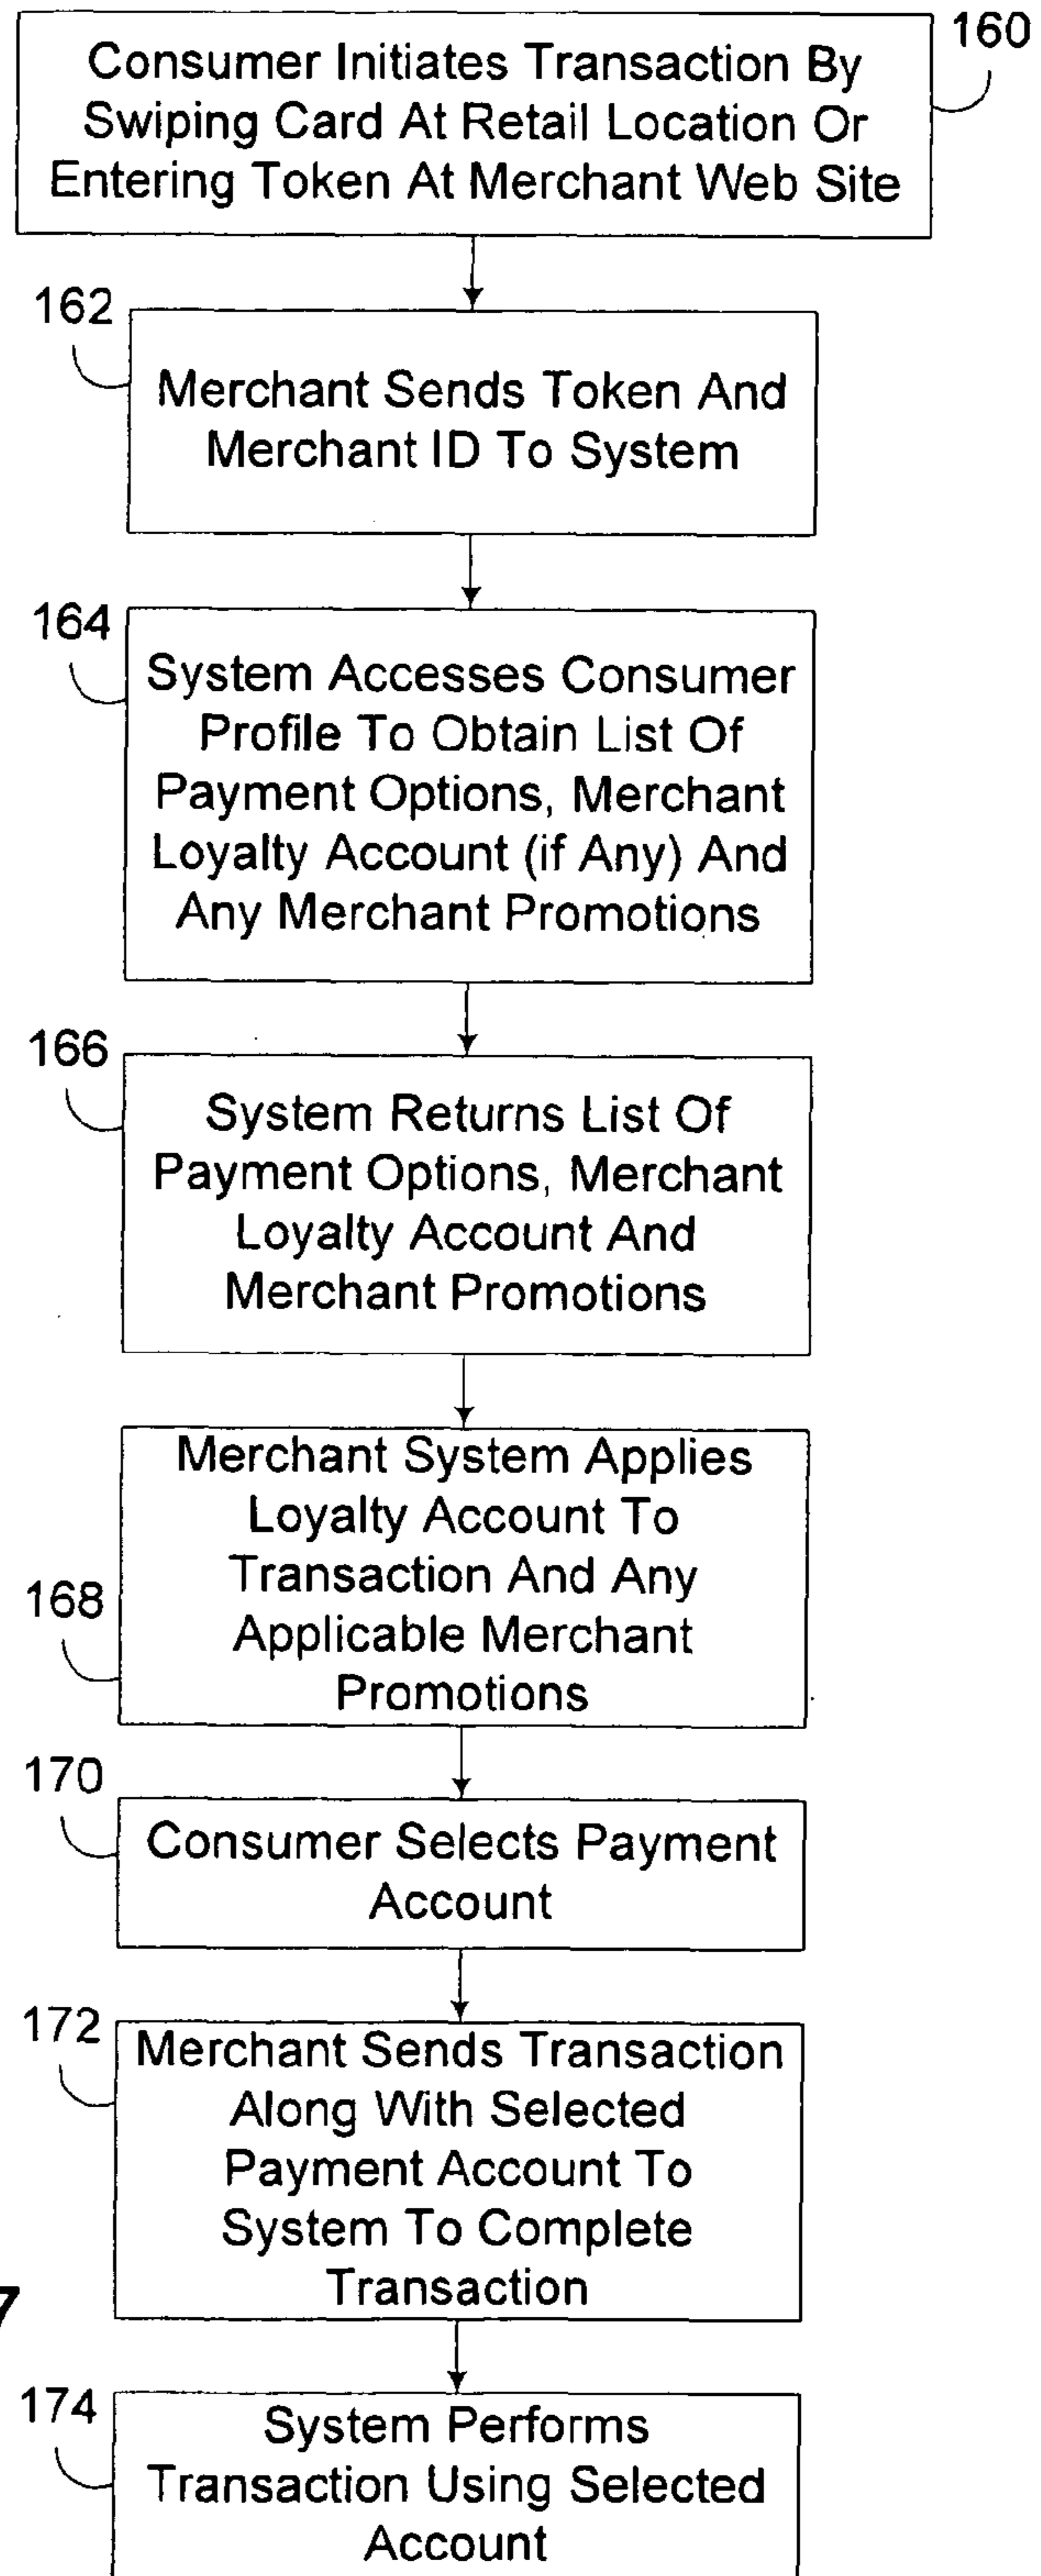 160
Consumer Initiates Transaction By
Swiping Card At Retail Location Or
Entering Token At Merchant Web Site
162
Merchant Sends Token And
Merchant ID To System
164
System Accesses Consumer
Profile To Obtain List Of
Payment Options, Merchant
Loyalty Account (if Any) And
Any Merchant Promotions
166
System Returns List Of
Payment Options, Merchant
Loyalty Account And
Merchant Promotions
168
Merchant System Applies
Loyalty Account To
Transaction And Any
Applicable Merchant
Promotions
170
Consumer Selects Payment
Account
172
Merchant Sends Transaction
Along With Selected
Payment Account To
System To Complete
Transaction
7
174
System Performs
Transaction Using Selected
Account